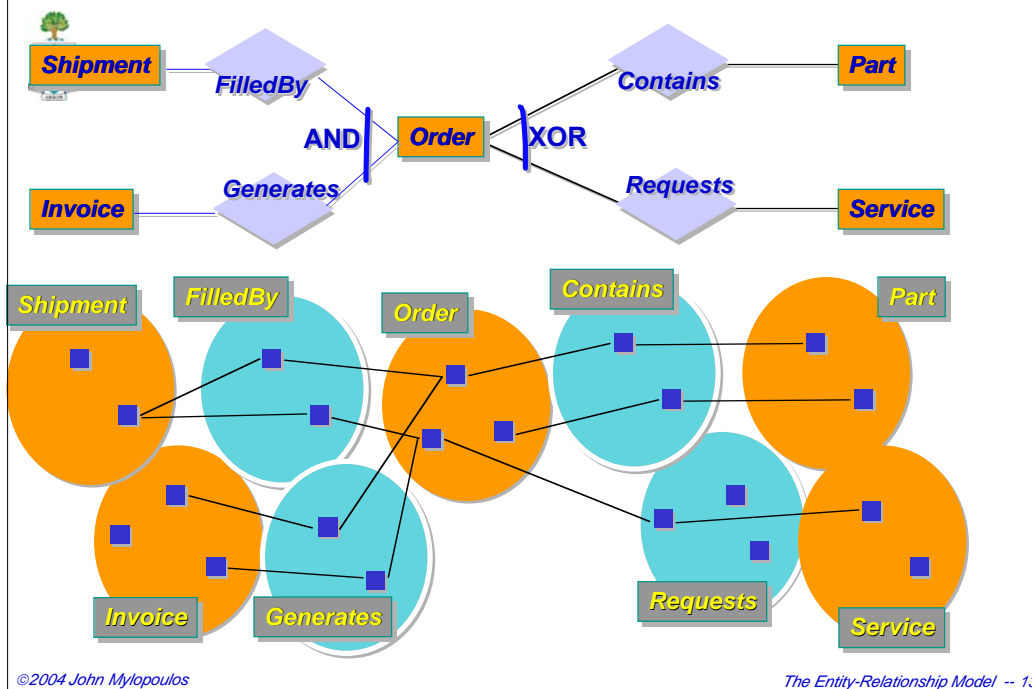 Shipment
FilledBy
Contains
Part
AND
Order
XOR
Invoice
Generates
Requests
Service
Shipment
FilledBy
Order
Contains
Part
Invoice
Generates
Requests
Service
©2004 John Mylopoulos
The Entity-Relationship Model -- 13